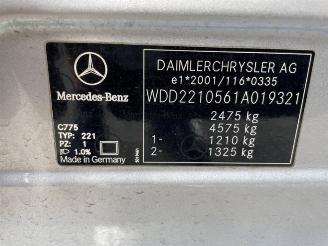 DAIMLERCHRYSLER AG
e1*2001/116*0335
Mercedes-Benz
WDD2210561A019321
2475 kg
4575 kg
1- 1210 kg
2- 1325 kg
C775
TYP: 221
PZ: 1
1.0%
Made in Germany